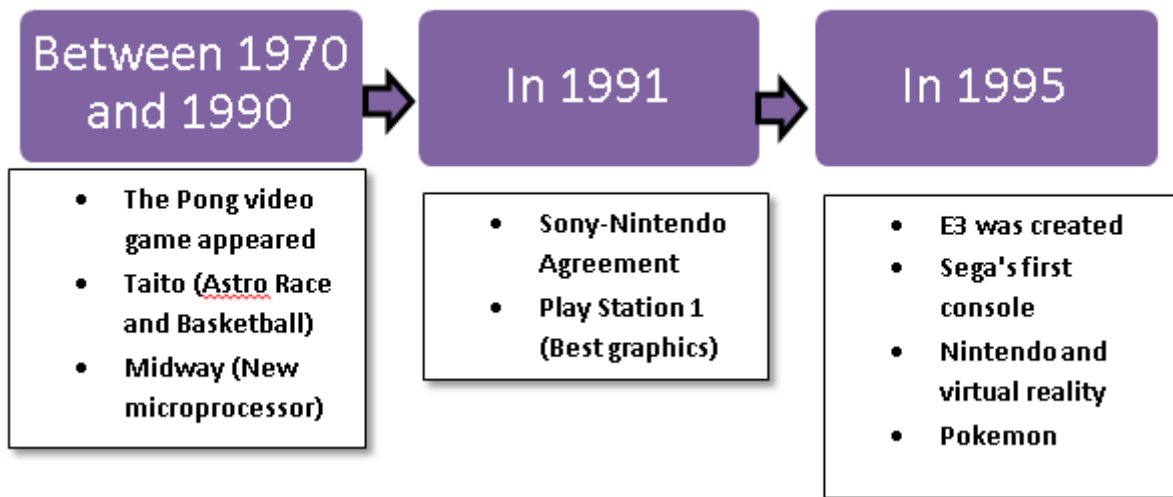 Between 1970
and 1990
• The Pong video
game appeared
• Taito (Astro Race
and Basketball)
• Midway (New
microprocessor)
In 1991
• Sony-Nintendo
Agreement
• Play Station 1
(Best graphics)
In 1995
• E3 was created
• Sega's first
console
• Nintendo and
virtual reality
• Pokemon